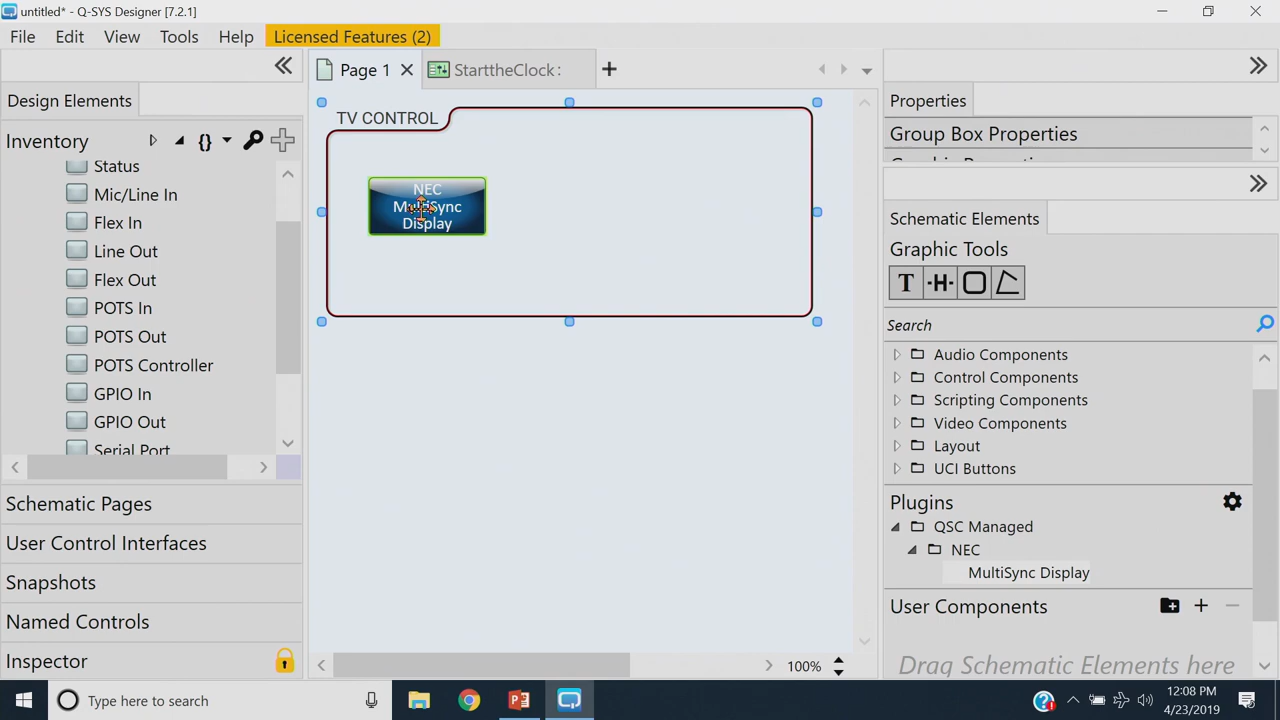 untitled* - Q-SYS Designer [7.2.1]
File Edit View Tools Help Licensed Features (2)
Design Elements
Inventory
Status
Mic/Line In
Flex In
Line Out
Flex Out
POTS In
POTS Out
POTS Controller
GPIO In
GPIO Out
Serial Port
Schematic Pages
User Control Interfaces
Snapshots
Named Controls
Inspector
Page 1
StarttheClock :
TV CONTROL
NEC
MultiSync
Display
100%
Properties
Group Box Properties
Graphic Properties
Schematic Elements
Graphic Tools
T H
Search
Audio Components
Control Components
Scripting Components
Video Components
Layout
UCI Buttons
Plugins
QSC Managed
NEC
MultiSync Display
User Components
Drag Schematic Elements here
Type here to search
12:08 PM
4/23/2019